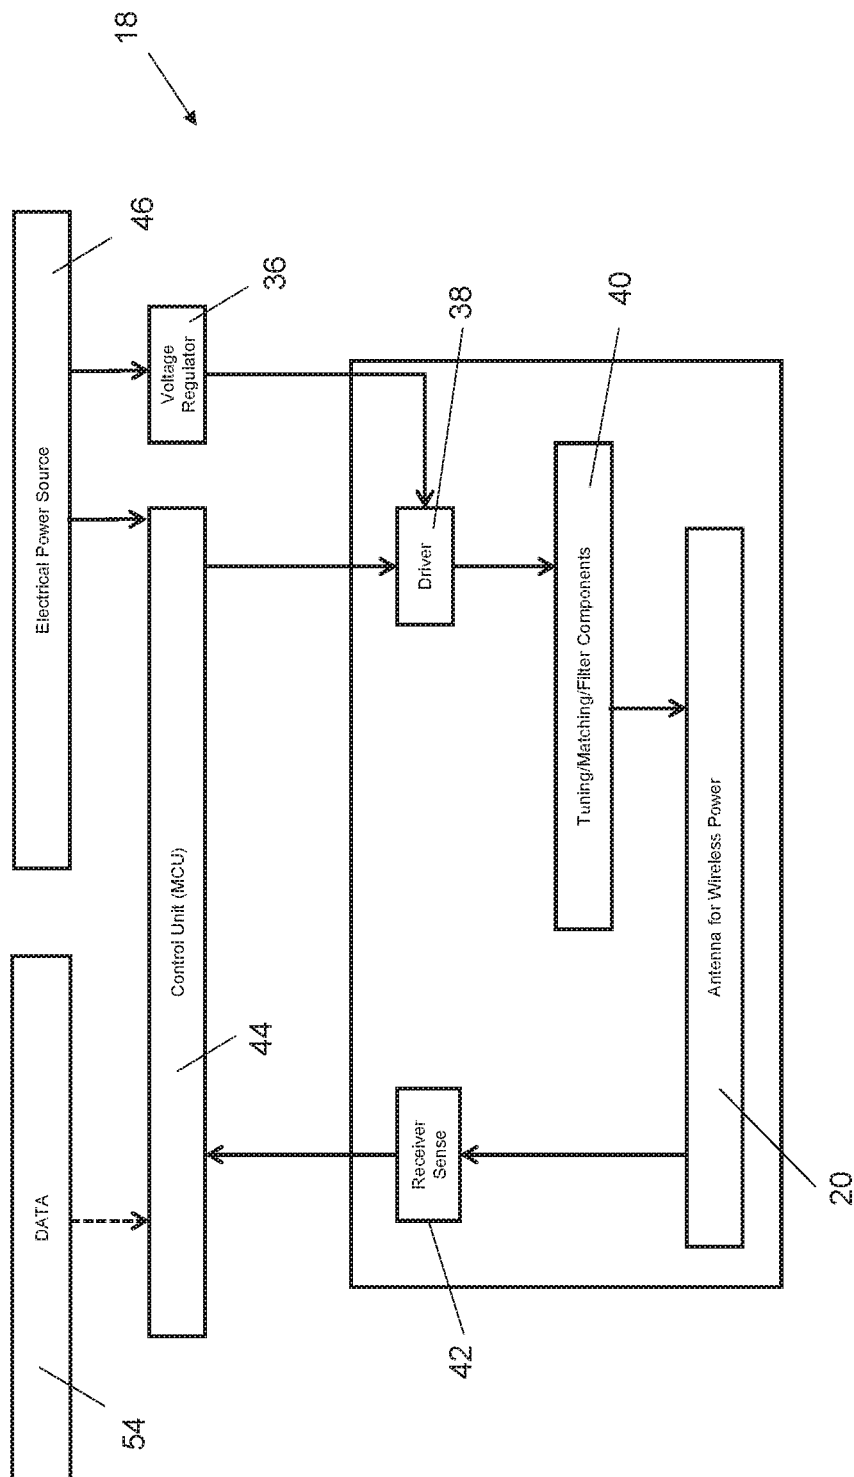 18
DATA
54
Electrical Power Source
46
Control Unit (MCU)
44
Voltage
Regulator
36
Receiver
Sense
42
Driver
38
Tuning/Matching/Filter Components
40
Antenna for Wireless Power
20